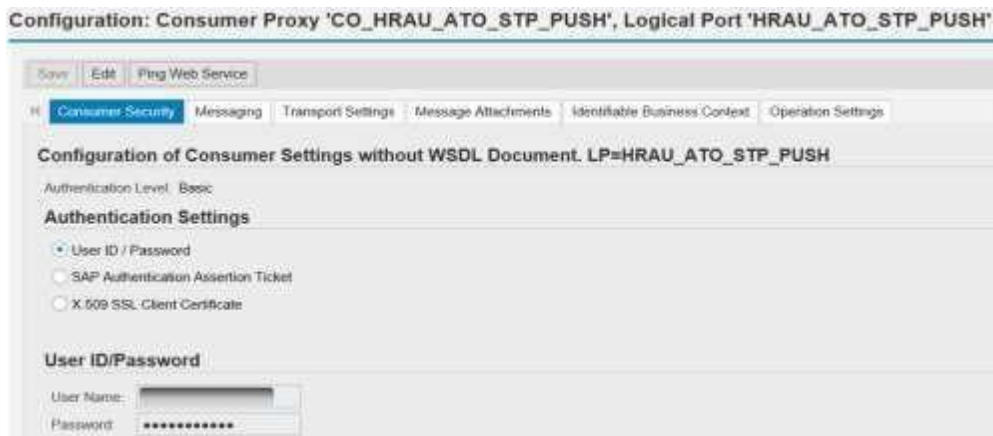 Configuration: Consumer Proxy 'CO_HRAU_ATO_STP_PUSH', Logical Port 'HRAU_ATO_STP_PUSH'
Save Edit Ping Web Service
Consumer Security Messaging Transport Settings Message Attachments Identifiable Business Context Operation Settings
Configuration of Consumer Settings without WSDL Document. LP=HRAU_ATO_STP_PUSH
Authentication Level: Basic
Authentication Settings
User ID / Password
SAP Authentication Assertion Ticket
X.509 SSL Client Certificate
User ID/Password
User Name:
Password: